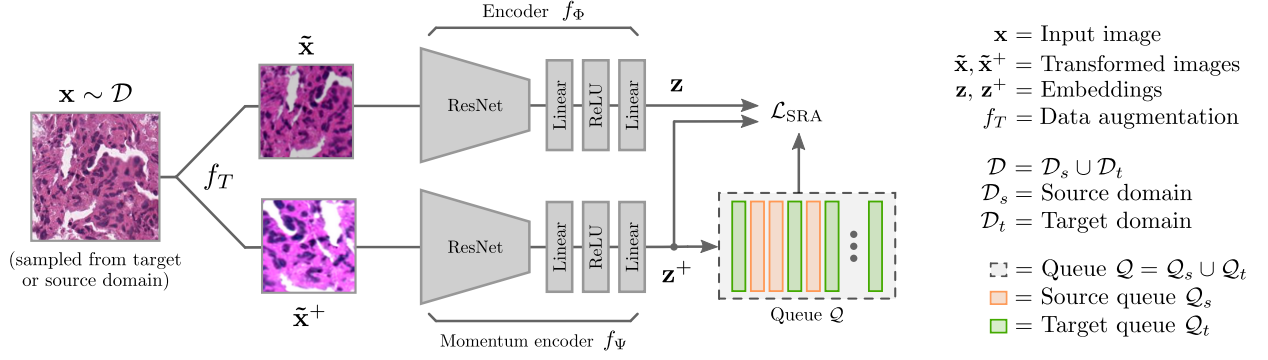 Encoder f_Φ
x ∼ 𝒟
x̃
ResNet
Linear
ReLU
Linear
z
ℒ_SRA
f_T
(sampled from target
or source domain)
x̃⁺
ResNet
Linear
ReLU
Linear
z⁺
Momentum encoder f_Ψ
Queue 𝒬
x = Input image
x̃, x̃⁺ = Transformed images
z, z⁺ = Embeddings
f_T = Data augmentation
𝒟 = 𝒟_s ∪ 𝒟_t
𝒟_s = Source domain
𝒟_t = Target domain
= Queue 𝒬 = 𝒬_s ∪ 𝒬_t
= Source queue 𝒬_s
= Target queue 𝒬_t